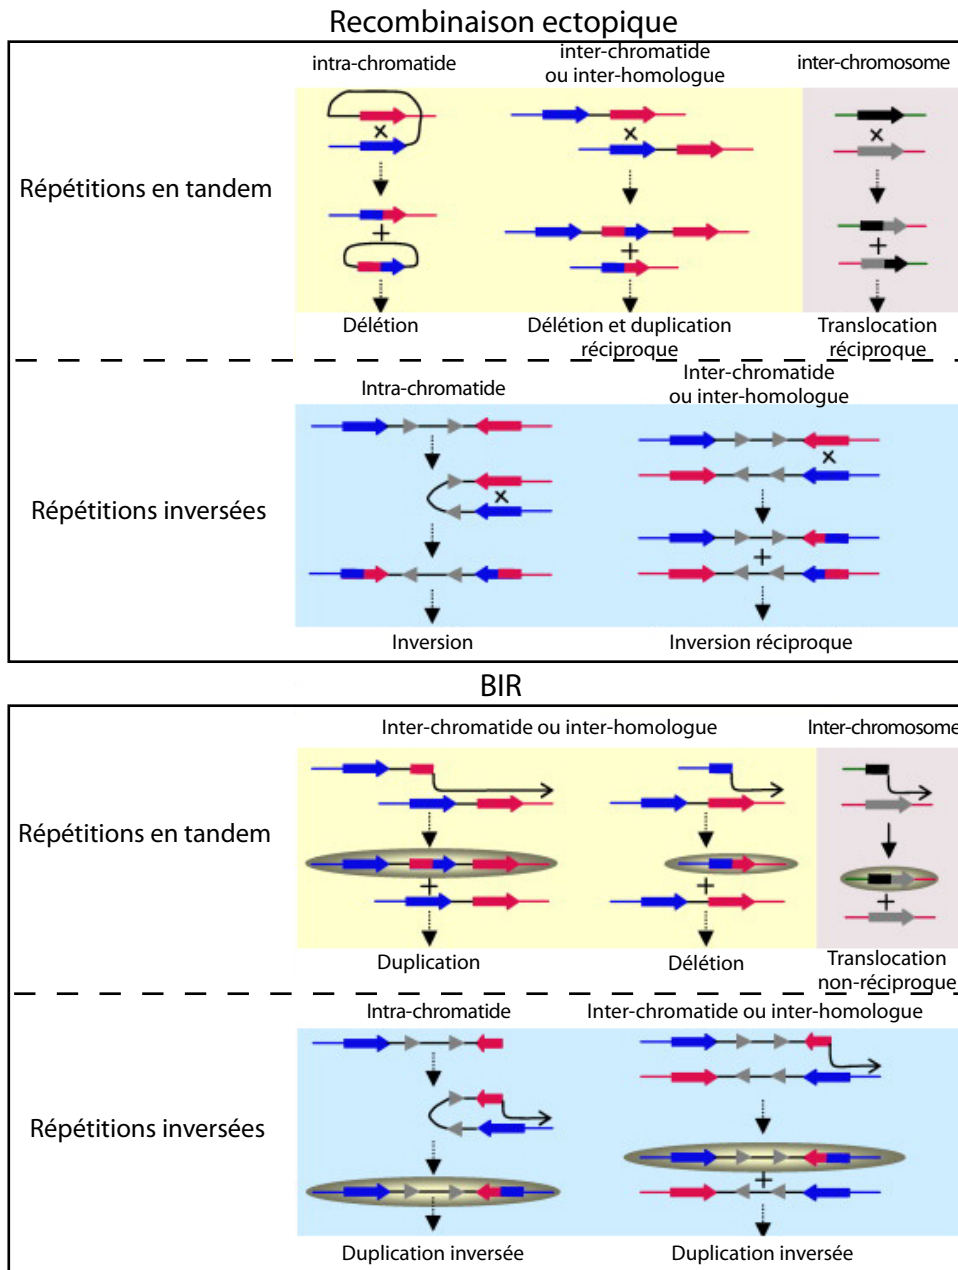 Recombinaison ectopique
intra-chromatide
inter-chromatide
ou inter-homologue
inter-chromosome
Répétitions en tandem
Délétion
Délétion et duplication
réciproque
Translocation
réciproque
Intra-chromatide
Inter-chromatide
ou inter-homologue
Répétitions inversées
Inversion
Inversion réciproque
BIR
Inter-chromatide ou inter-homologue
Inter-chromosome
Répétitions en tandem
Duplication
Délétion
Translocation
non-réciproque
Intra-chromatide
Inter-chromatide ou inter-homologue
Répétitions inversées
Duplication inversée
Duplication inversée